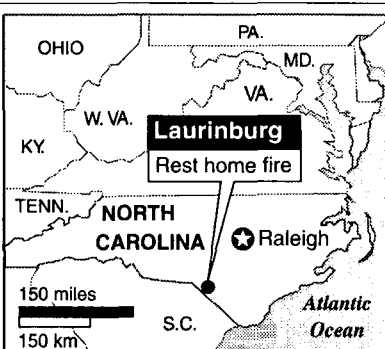 PA.
OHIO
MD.
VA.
W. VA.
Laurinburg
KY.
Rest home fire
TENN.
NORTH
CAROLINA
Raleigh
150 miles
Atlantic
Ocean
S.C.
150 km